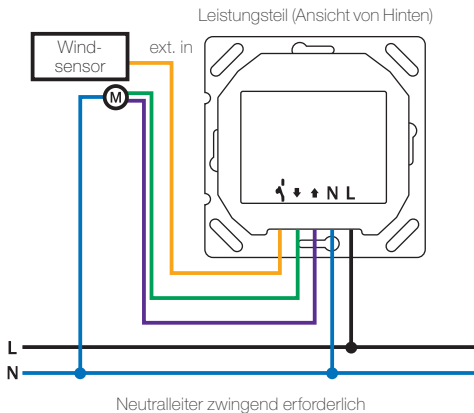 Leistungsteil (Ansicht von Hinten)
Wind-
sensor
ext. in
M
N L
L
N
Neutralleiter zwingend erforderlich